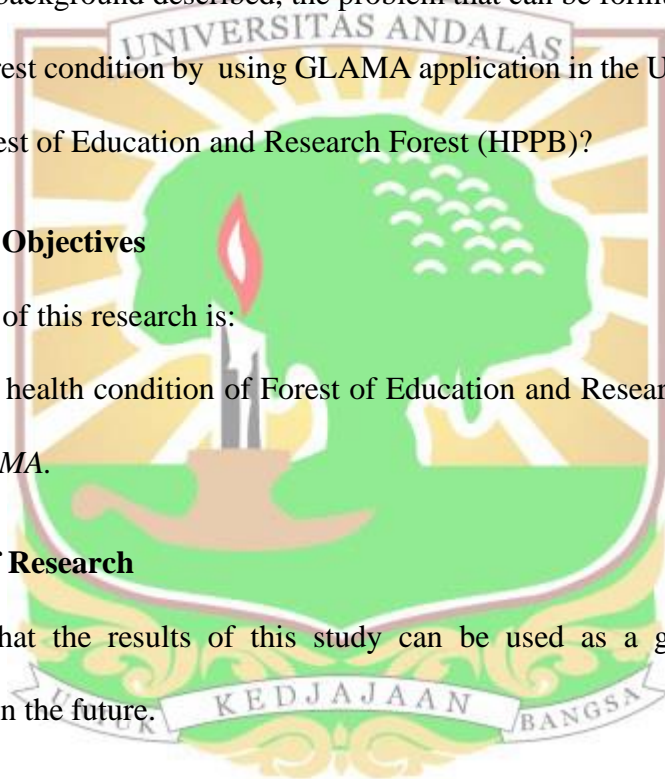 background described, the problem that can be form
UNIVERSITAS ANDALAS
rest condition by using GLAMA application in the U
est of Education and Research Forest (HPPB)?
Objectives
of this research is:
health condition of Forest of Education and Resear
MA.
Research
hat the results of this study can be used as a g
n the future.
UNTUK KEDJAJAAN BANGSA